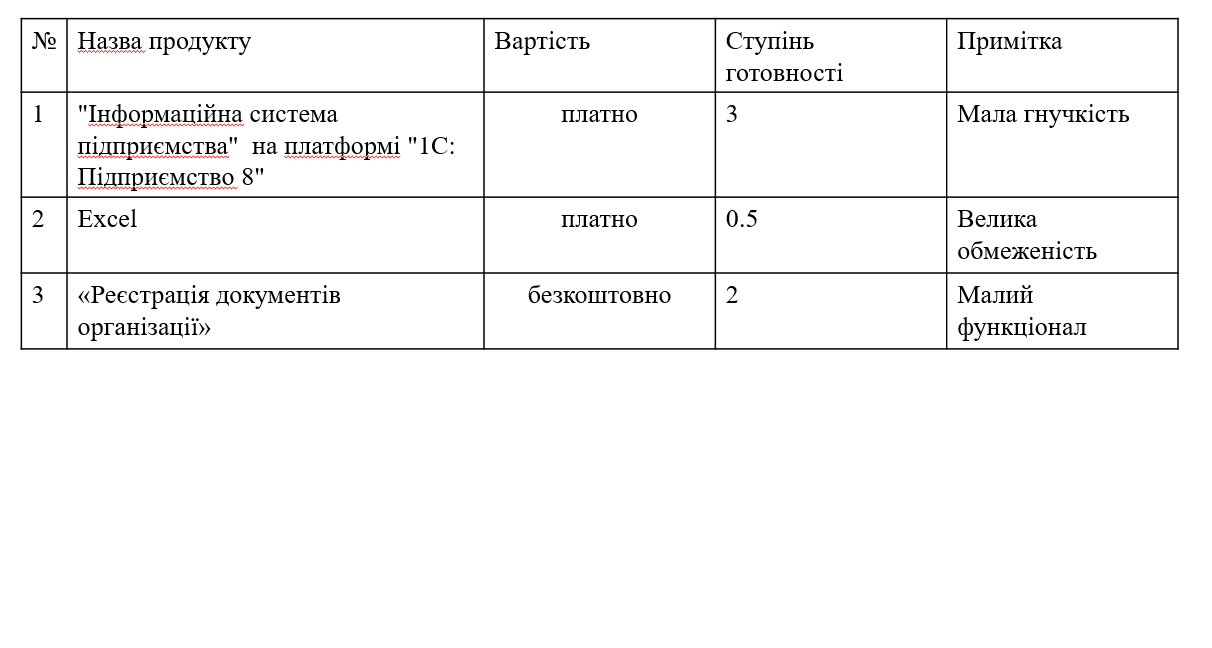 № Назва продукту Вартість Ступінь готовності Примітка
1 "Інформаційна система підприємства" на платформі "1С: Підприємство 8" платно 3 Мала гнучкість
2 Excel платно 0.5 Велика обмеженість
3 «Реєстрація документів організації» безкоштовно 2 Малий функціонал